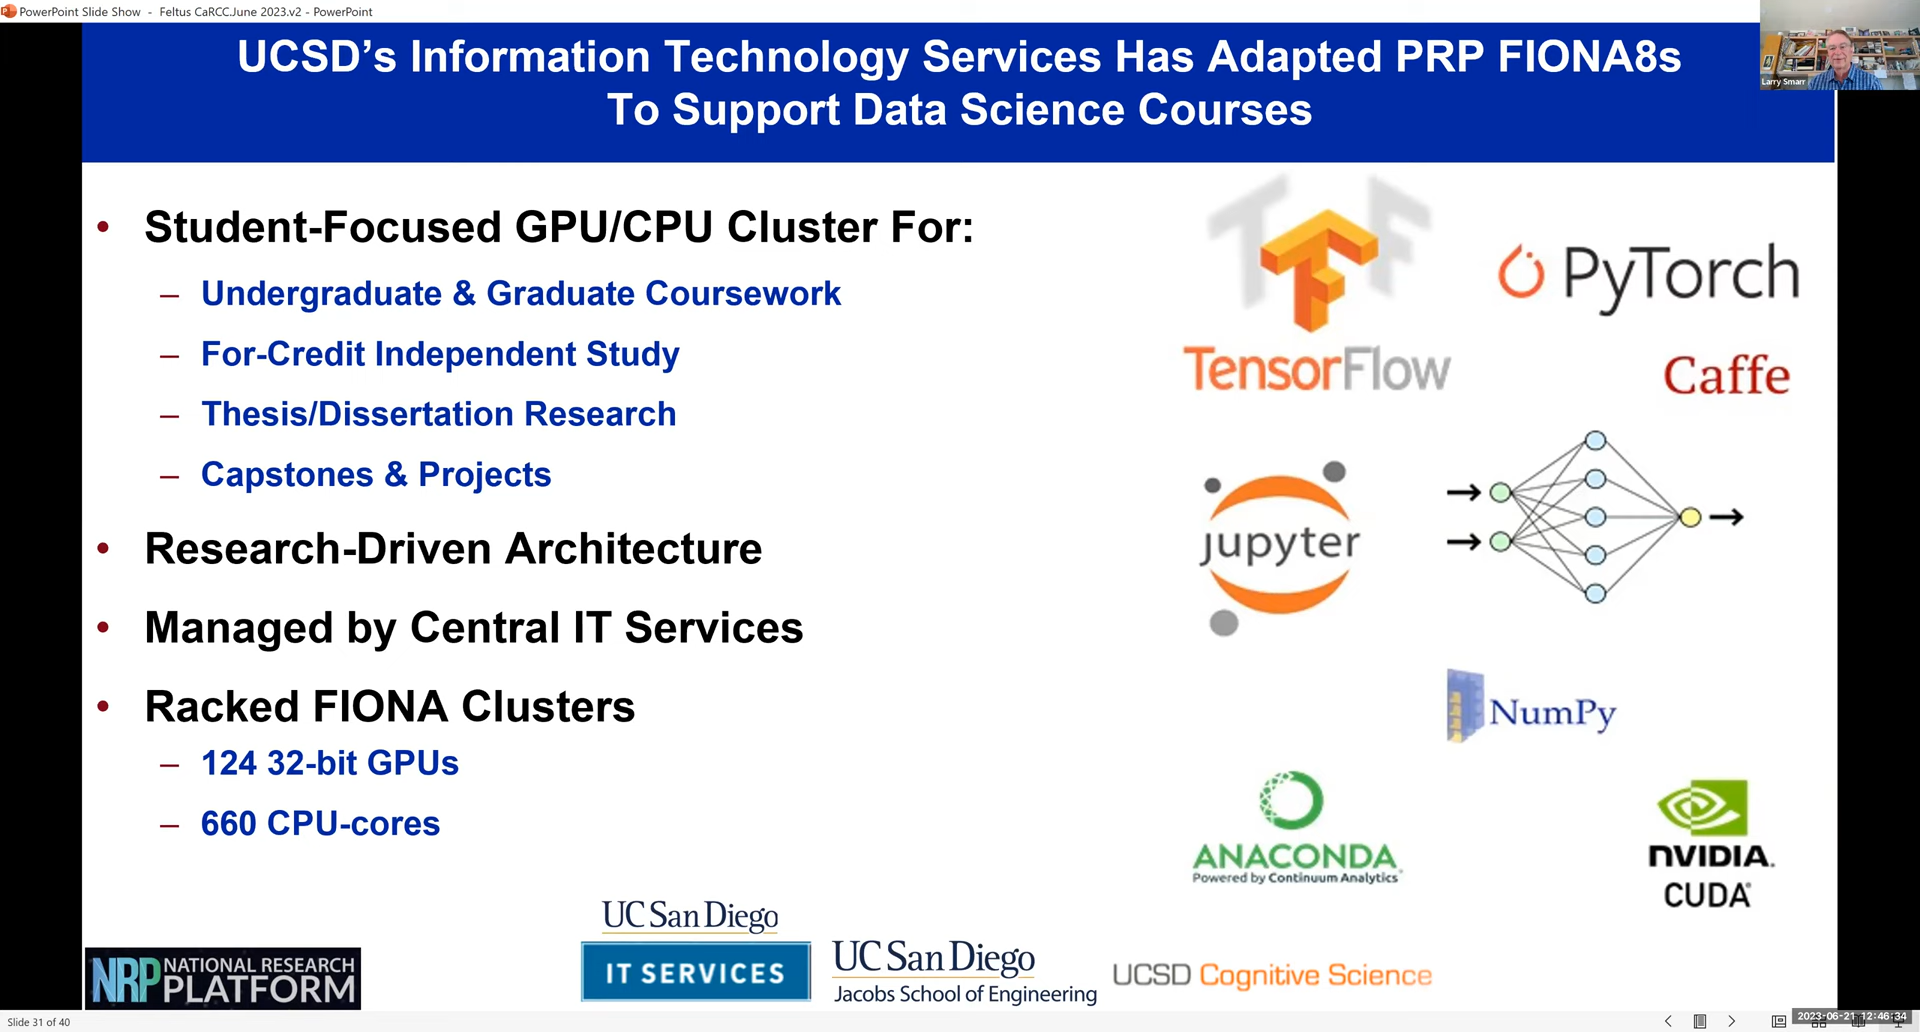 PowerPoint Slide Show - Feltus CaRCC.June 2023.v2 - PowerPoint
UCSD’s Information Technology Services Has Adapted PRP FIONA8s
To Support Data Science Courses
Larry Smarr
• Student-Focused GPU/CPU Cluster For:
– Undergraduate & Graduate Coursework
– For-Credit Independent Study
– Thesis/Dissertation Research
– Capstones & Projects
• Research-Driven Architecture
• Managed by Central IT Services
• Racked FIONA Clusters
– 124 32-bit GPUs
– 660 CPU-cores
TensorFlow
PyTorch
Caffe
jupyter
NumPy
ANACONDA
Powered by Continuum Analytics
NVIDIA.
CUDA®
NRP NATIONAL RESEARCH
PLATFORM
UC San Diego
IT SERVICES
UC San Diego
Jacobs School of Engineering
UCSD Cognitive Science
Slide 31 of 40
2023-06-21 12:46:34